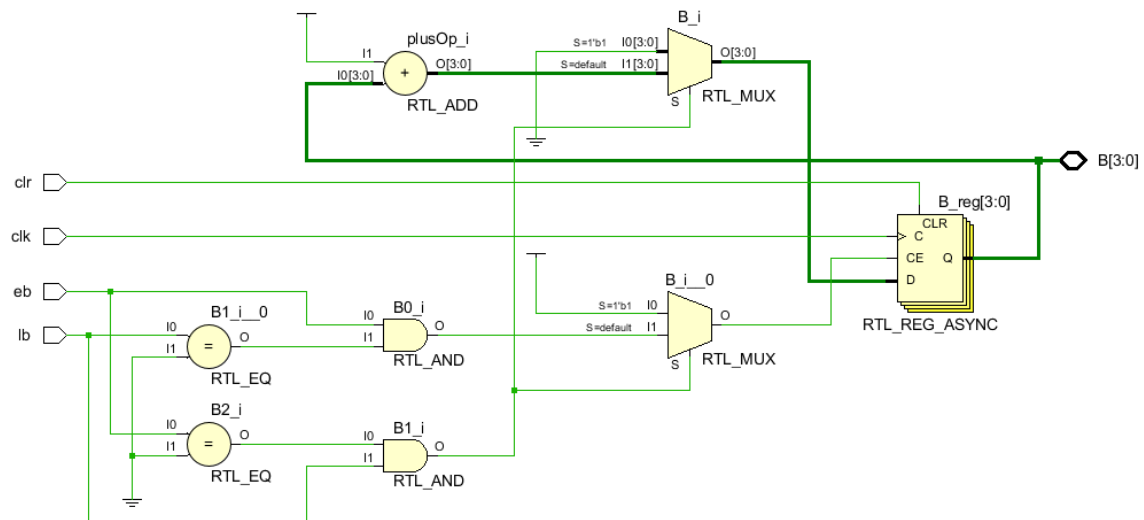 B_i
plusOp_i
S=1'b1 I0[3:0]
I1
O[3:0]
O[3:0]
S=default I1[3:0]
I0[3:0]
+
RTL_ADD
S
RTL_MUX
B[3:0]
clr
B_reg[3:0]
CLR
clk
C
CE Q
D
eb
B_i__0
B1_i__0
B0_i
S=1'b1 I0
lb
I0
I0
O
O
S=default I1
O
I1
=
I1
RTL_REG_ASYNC
RTL_EQ
RTL_AND
S
RTL_MUX
B2_i
B1_i
I0
O
I0
O
I1
=
I1
RTL_EQ
RTL_AND